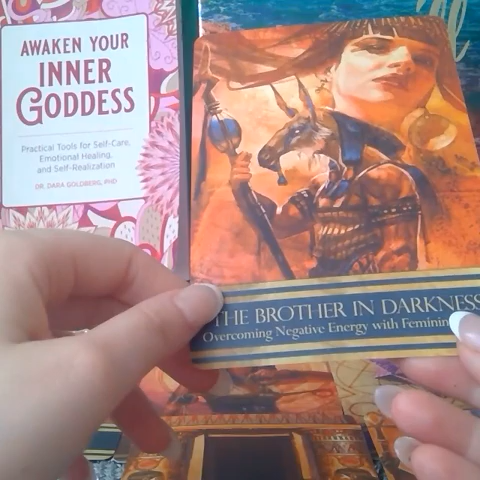 AWAKEN YOUR
INNER
GODDESS
Practical Tools for Self-Care,
Emotional Healing,
and Self-Realization
DR. DARA GOLDBERG, PHD
THE BROTHER IN DARKNESS
Overcoming Negative Energy with